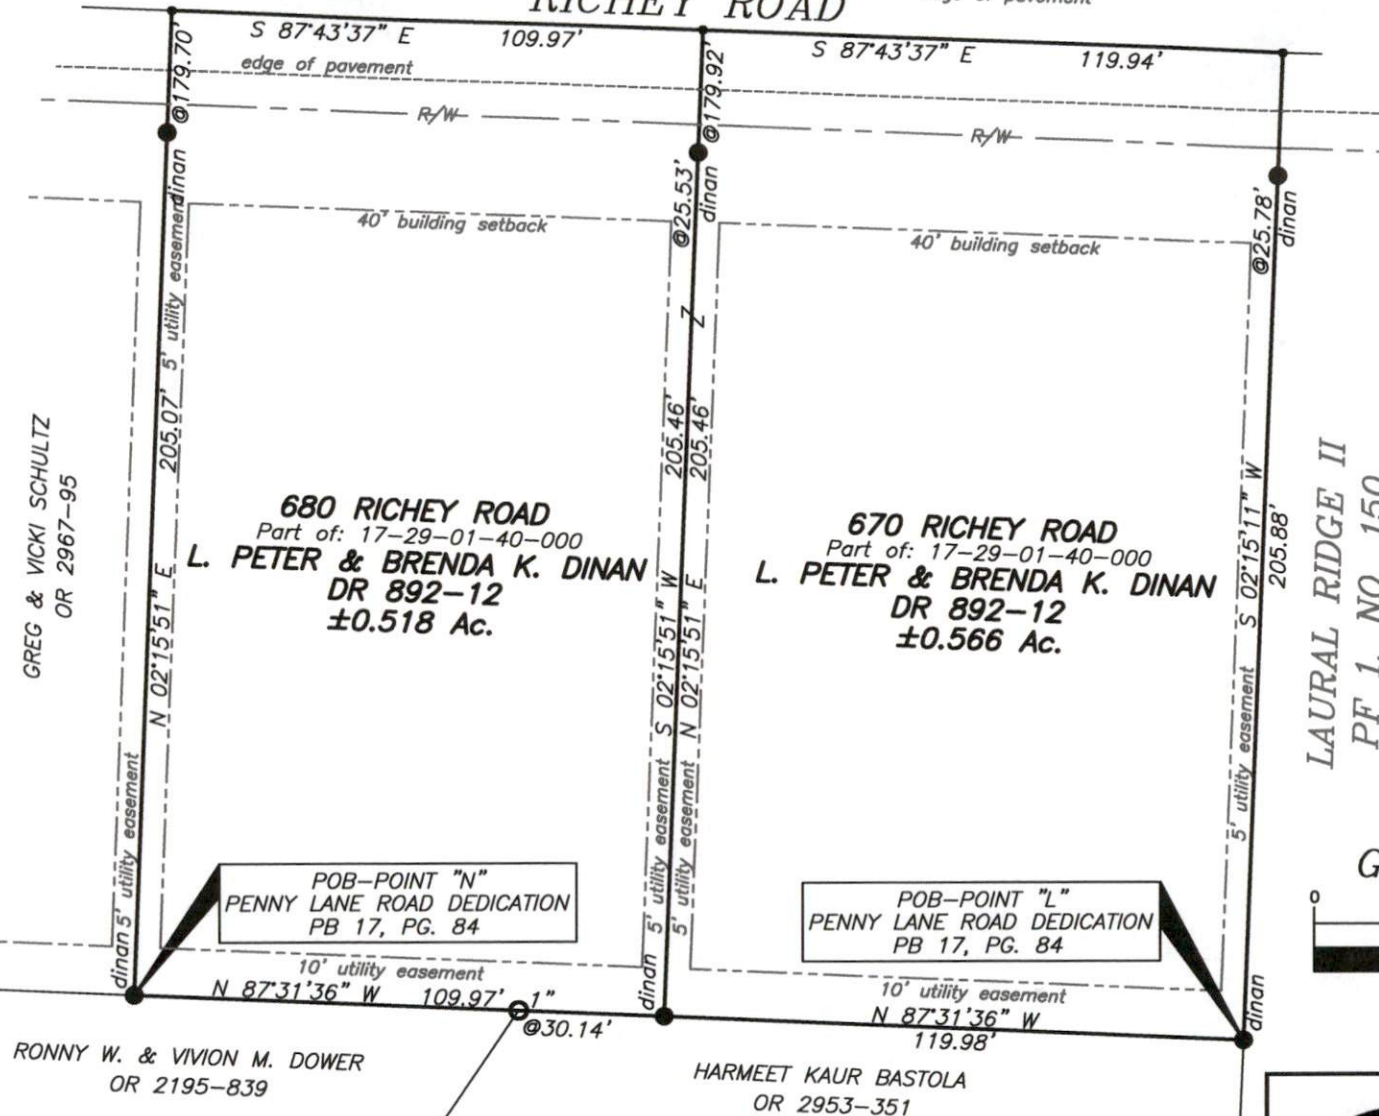 RICHEY ROAD
edge of pavement
S 87°43'37" E 109.97'
S 87°43'37" E 119.94'
edge of pavement
@179.70'
@179.92'
R/W
R/W
dinan
@25.53'
dinan
@25.78'
dinan
40' building setback
40' building setback
5' utility easement
205.07'
N 02°15'51" E
5' utility easement
dinan
Z
205.46'
S 02°15'51" W
5' utility easement
dinan
205.46'
N 02°15'51" E
5' utility easement
S 02°15'11" W
205.88'
5' utility easement
dinan
GREG & VICKI SCHULTZ
OR 2967-95
680 RICHEY ROAD
Part of: 17-29-01-40-000
L. PETER & BRENDA K. DINAN
DR 892-12
±0.518 Ac.
670 RICHEY ROAD
Part of: 17-29-01-40-000
L. PETER & BRENDA K. DINAN
DR 892-12
±0.566 Ac.
LAURAL RIDGE II
PF 1, NO. 150
G
0
POB-POINT "N"
PENNY LANE ROAD DEDICATION
PB 17, PG. 84
POB-POINT "L"
PENNY LANE ROAD DEDICATION
PB 17, PG. 84
10' utility easement
N 87°31'36" W 109.97' 1"
@30.14'
10' utility easement
N 87°31'36" W
119.98'
RONNY W. & VIVION M. DOWER
OR 2195-839
HARMEET KAUR BASTOLA
OR 2953-351